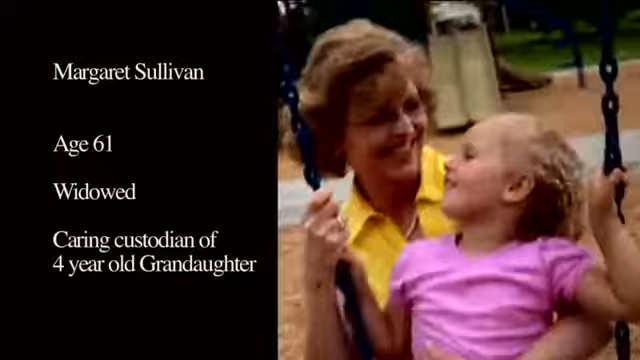 Margaret Sullivan
Age 61
Widowed
Caring custodian of
4 year old Grandaughter